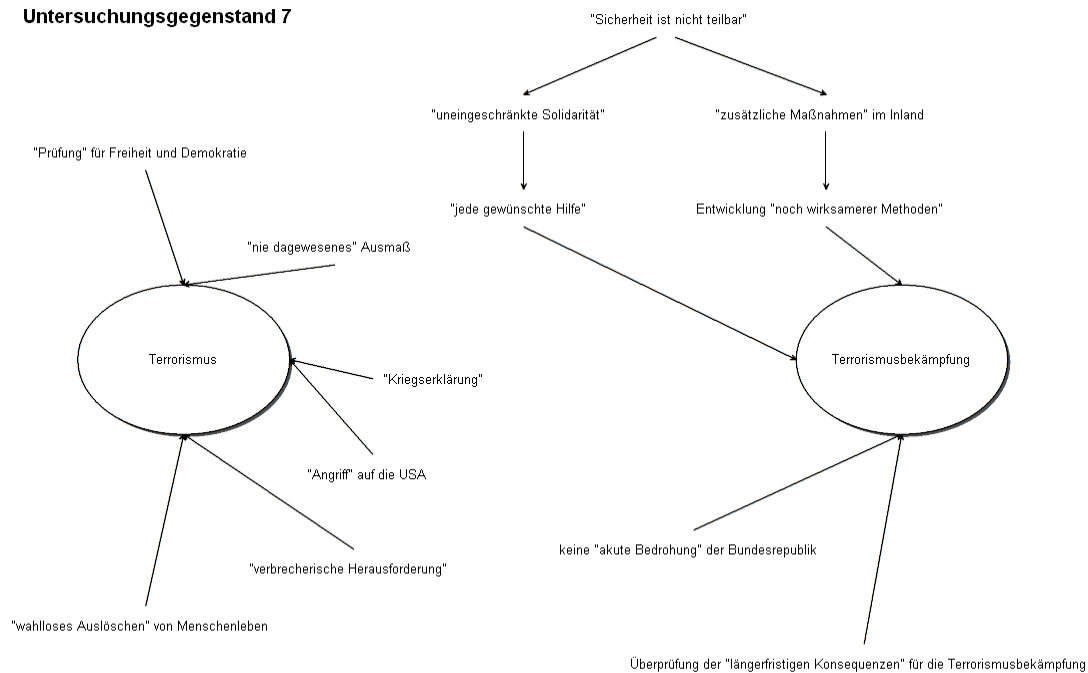 Untersuchungsgegenstand 7
"Sicherheit ist nicht teilbar"
"uneingeschränkte Solidarität"
"zusätzliche Maßnahmen" im Inland
"Prüfung" für Freiheit und Demokratie
"jede gewünschte Hilfe"
Entwicklung "noch wirksamerer Methoden"
"nie dagewesenes" Ausmaß
Terrorismus
Terrorismusbekämpfung
"Kriegserklärung"
"Angriff" auf die USA
keine "akute Bedrohung" der Bundesrepublik
"verbrecherische Herausforderung"
"wahlloses Auslöschen" von Menschenleben
Überprüfung der "längerfristigen Konsequenzen" für die Terrorismusbekämpfung